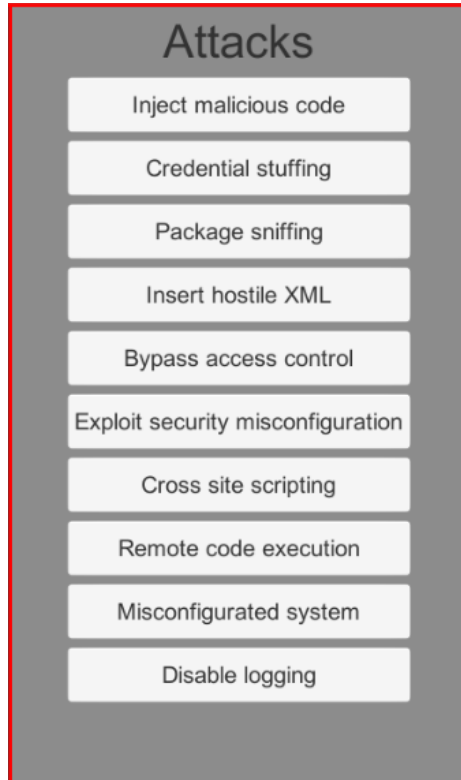 Attacks
Inject malicious code
Credential stuffing
Package sniffing
Insert hostile XML
Bypass access control
Exploit security misconfiguration
Cross site scripting
Remote code execution
Misconfigurated system
Disable logging